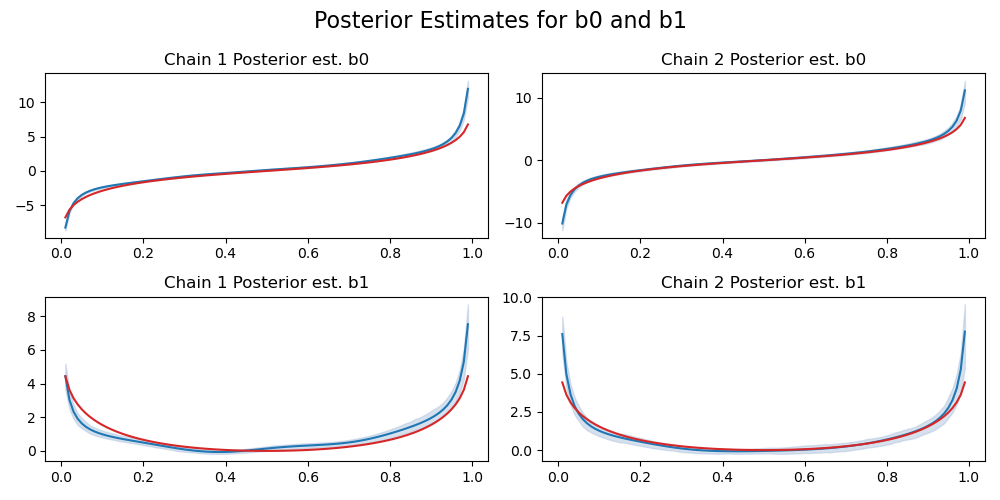 Posterior Estimates for b0 and b1
Chain 1 Posterior est. b0
10
5
0
−5
0.0 0.2 0.4 0.6 0.8 1.0
Chain 2 Posterior est. b0
10
0
−10
0.0 0.2 0.4 0.6 0.8 1.0
Chain 1 Posterior est. b1
8
6
4
2
0
0.0 0.2 0.4 0.6 0.8 1.0
Chain 2 Posterior est. b1
10.0
7.5
5.0
2.5
0.0
0.0 0.2 0.4 0.6 0.8 1.0